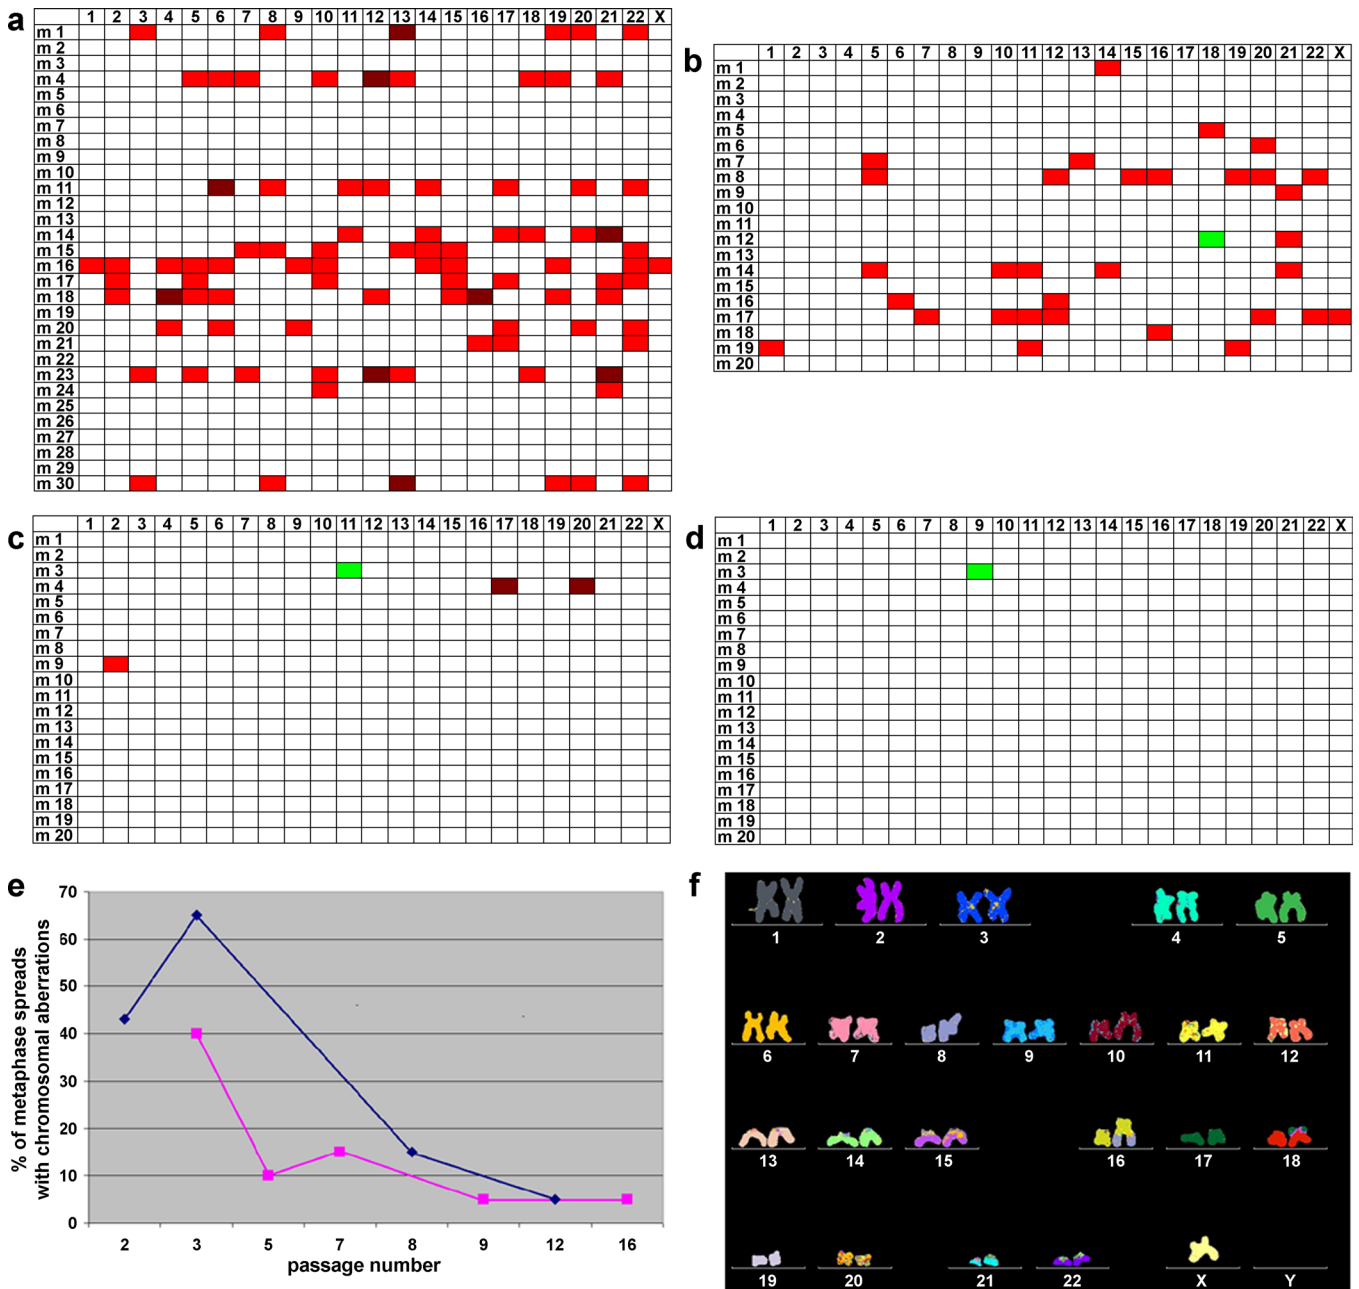 a
1 2 3 4 5 6 7 8 9 10 11 12 13 14 15 16 17 18 19 20 21 22 X
m 1
m 2
m 3
m 4
m 5
m 6
m 7
m 8
m 9
m 10
m 11
m 12
m 13
m 14
m 15
m 16
m 17
m 18
m 19
m 20
m 21
m 22
m 23
m 24
m 25
m 26
m 27
m 28
m 29
m 30
b
1 2 3 4 5 6 7 8 9 10 11 12 13 14 15 16 17 18 19 20 21 22 X
m 1
m 2
m 3
m 4
m 5
m 6
m 7
m 8
m 9
m 10
m 11
m 12
m 13
m 14
m 15
m 16
m 17
m 18
m 19
m 20
c
1 2 3 4 5 6 7 8 9 10 11 12 13 14 15 16 17 18 19 20 21 22 X
m 1
m 2
m 3
m 4
m 5
m 6
m 7
m 8
m 9
m 10
m 11
m 12
m 13
m 14
m 15
m 16
m 17
m 18
m 19
m 20
d
1 2 3 4 5 6 7 8 9 10 11 12 13 14 15 16 17 18 19 20 21 22 X
m 1
m 2
m 3
m 4
m 5
m 6
m 7
m 8
m 9
m 10
m 11
m 12
m 13
m 14
m 15
m 16
m 17
m 18
m 19
m 20
e
% of metaphase spreads
with chromosomal aberrations
70
60
50
40
30
20
10
0
2 3 5 7 8 9 12 16
passage number
f
1 2 3 4 5
6 7 8 9 10 11 12
13 14 15 16 17 18
19 20 21 22 X Y